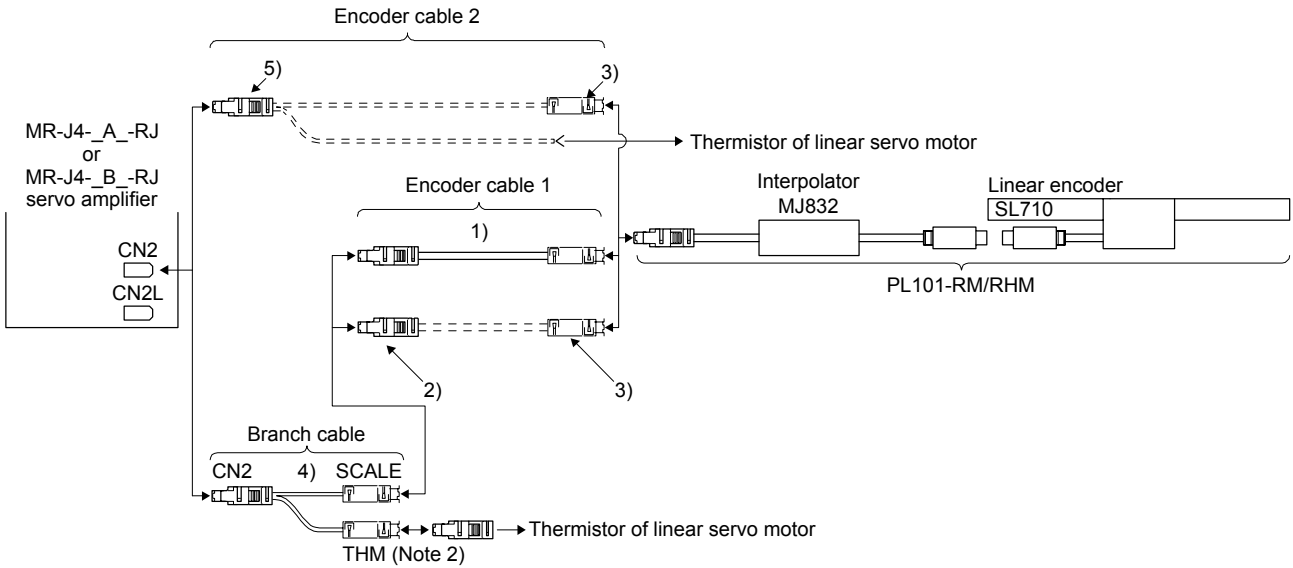 Encoder cable 2
5)
3)
MR-J4-_A_-RJ
or
MR-J4-_B_-RJ
servo amplifier
Thermistor of linear servo motor
Encoder cable 1
1)
Interpolator
MJ832
Linear encoder
SL710
CN2
CN2L
PL101-RM/RHM
2)
3)
Branch cable
CN2
4)
SCALE
Thermistor of linear servo motor
THM (Note 2)